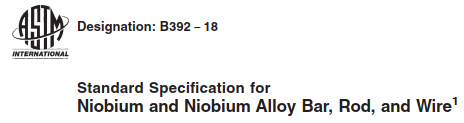 ASTM
INTERNATIONAL
Designation: B392 – 18
Standard Specification for
Niobium and Niobium Alloy Bar, Rod, and Wire¹